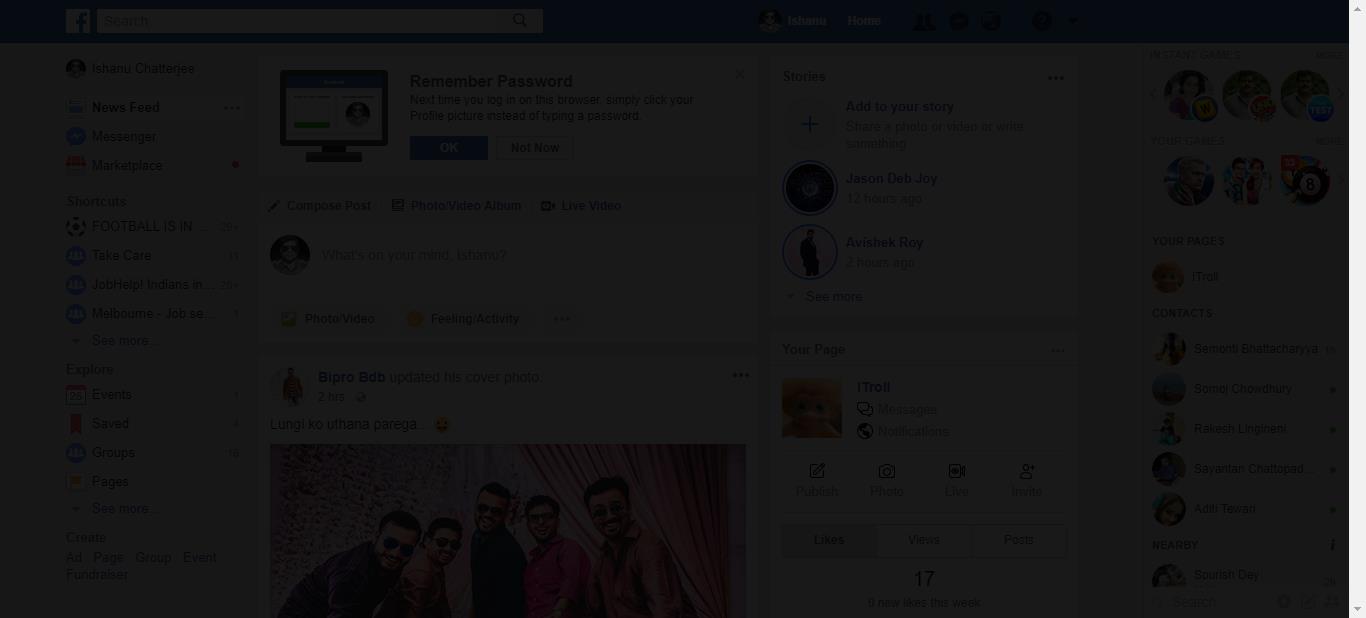 Search
Ishanu
Home
Ishanu Chatterjee
News Feed
Messenger
Marketplace
Shortcuts
FOOTBALL IS IN ...
Take Care
11
JobHelp! Indians in...
20+
Melbourne - Job se...
1
See more...
Explore
Events
1
Saved
4
Groups
Pages
See more...
Create
Ad Page Group Event
Fundraiser
Remember Password
Next time you log in on this browser, simply click your
Profile picture instead of typing a password.
OK
Not Now
Compose Post
Photo/Video Album
Live Video
What's on your mind, Ishanu?
Photo/Video
Feeling/Activity
Bipro Bdb updated his cover photo.
2 hrs
Lungi ko uthana parega...
Stories
Add to your story
Share a photo or video or write
something
Jason Deb Joy
12 hours ago
Avishek Roy
2 hours ago
See more
Your Page
!Troll
Messages
Notifications
Publish
Photo
Live
Invite
Likes
Views
Posts
17
0 new likes this week
INSTANT GAMES
MORE
YOUR GAMES
MORE
YOUR PAGES
!Troll
CONTACTS
Semonti Bhattacharyya
1h
Somoj Chowdhury
Rakesh Lingineni
Sayantan Chattopad...
Aditi Tewari
NEARBY
Spurish Dey
2h
Search